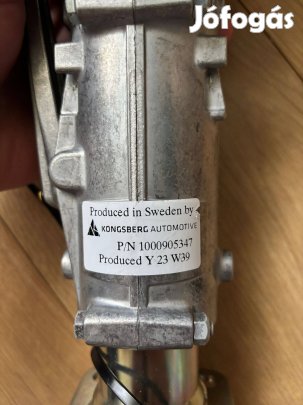 Jófogás
Produced in Sweden by
KONGSBERG AUTOMOTIVE
P/N 1000905347
Produced Y 23 W39